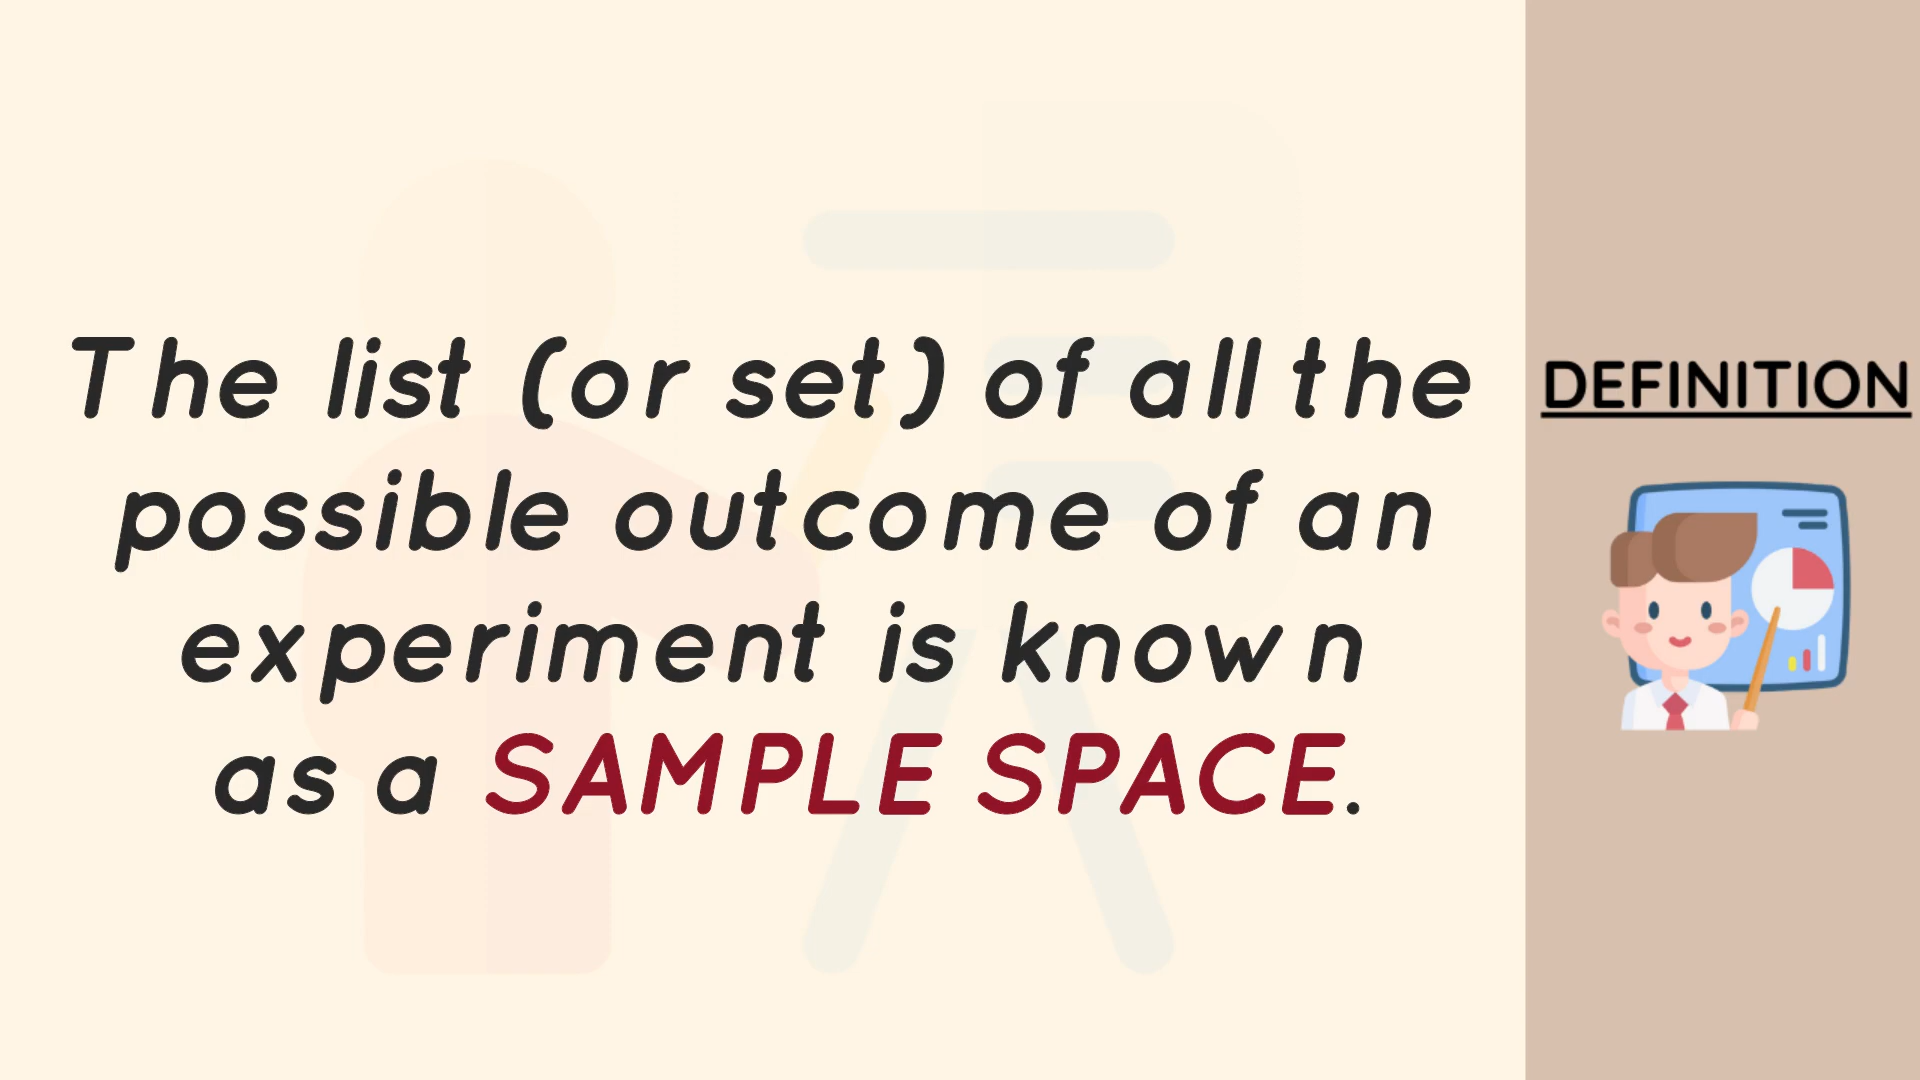 The list (or set) of all the
possible outcome of an
experiment is known
as a SAMPLE SPACE.
DEFINITION